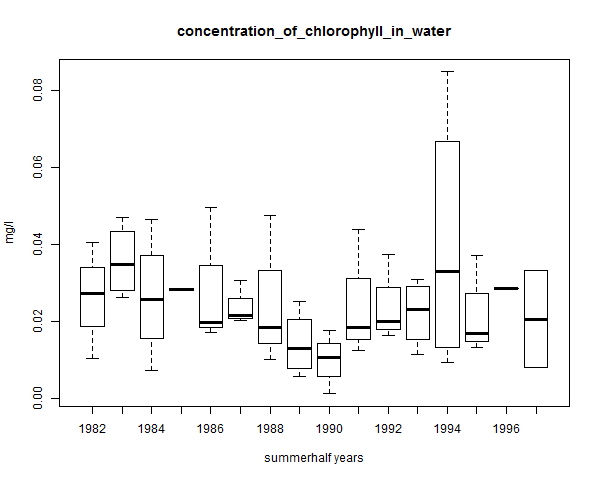 concentration_of_chlorophyll_in_water
mg/l
0.08
0.06
0.04
0.02
0.00
1982 1984 1986 1988 1990 1992 1994 1996
summerhalf years